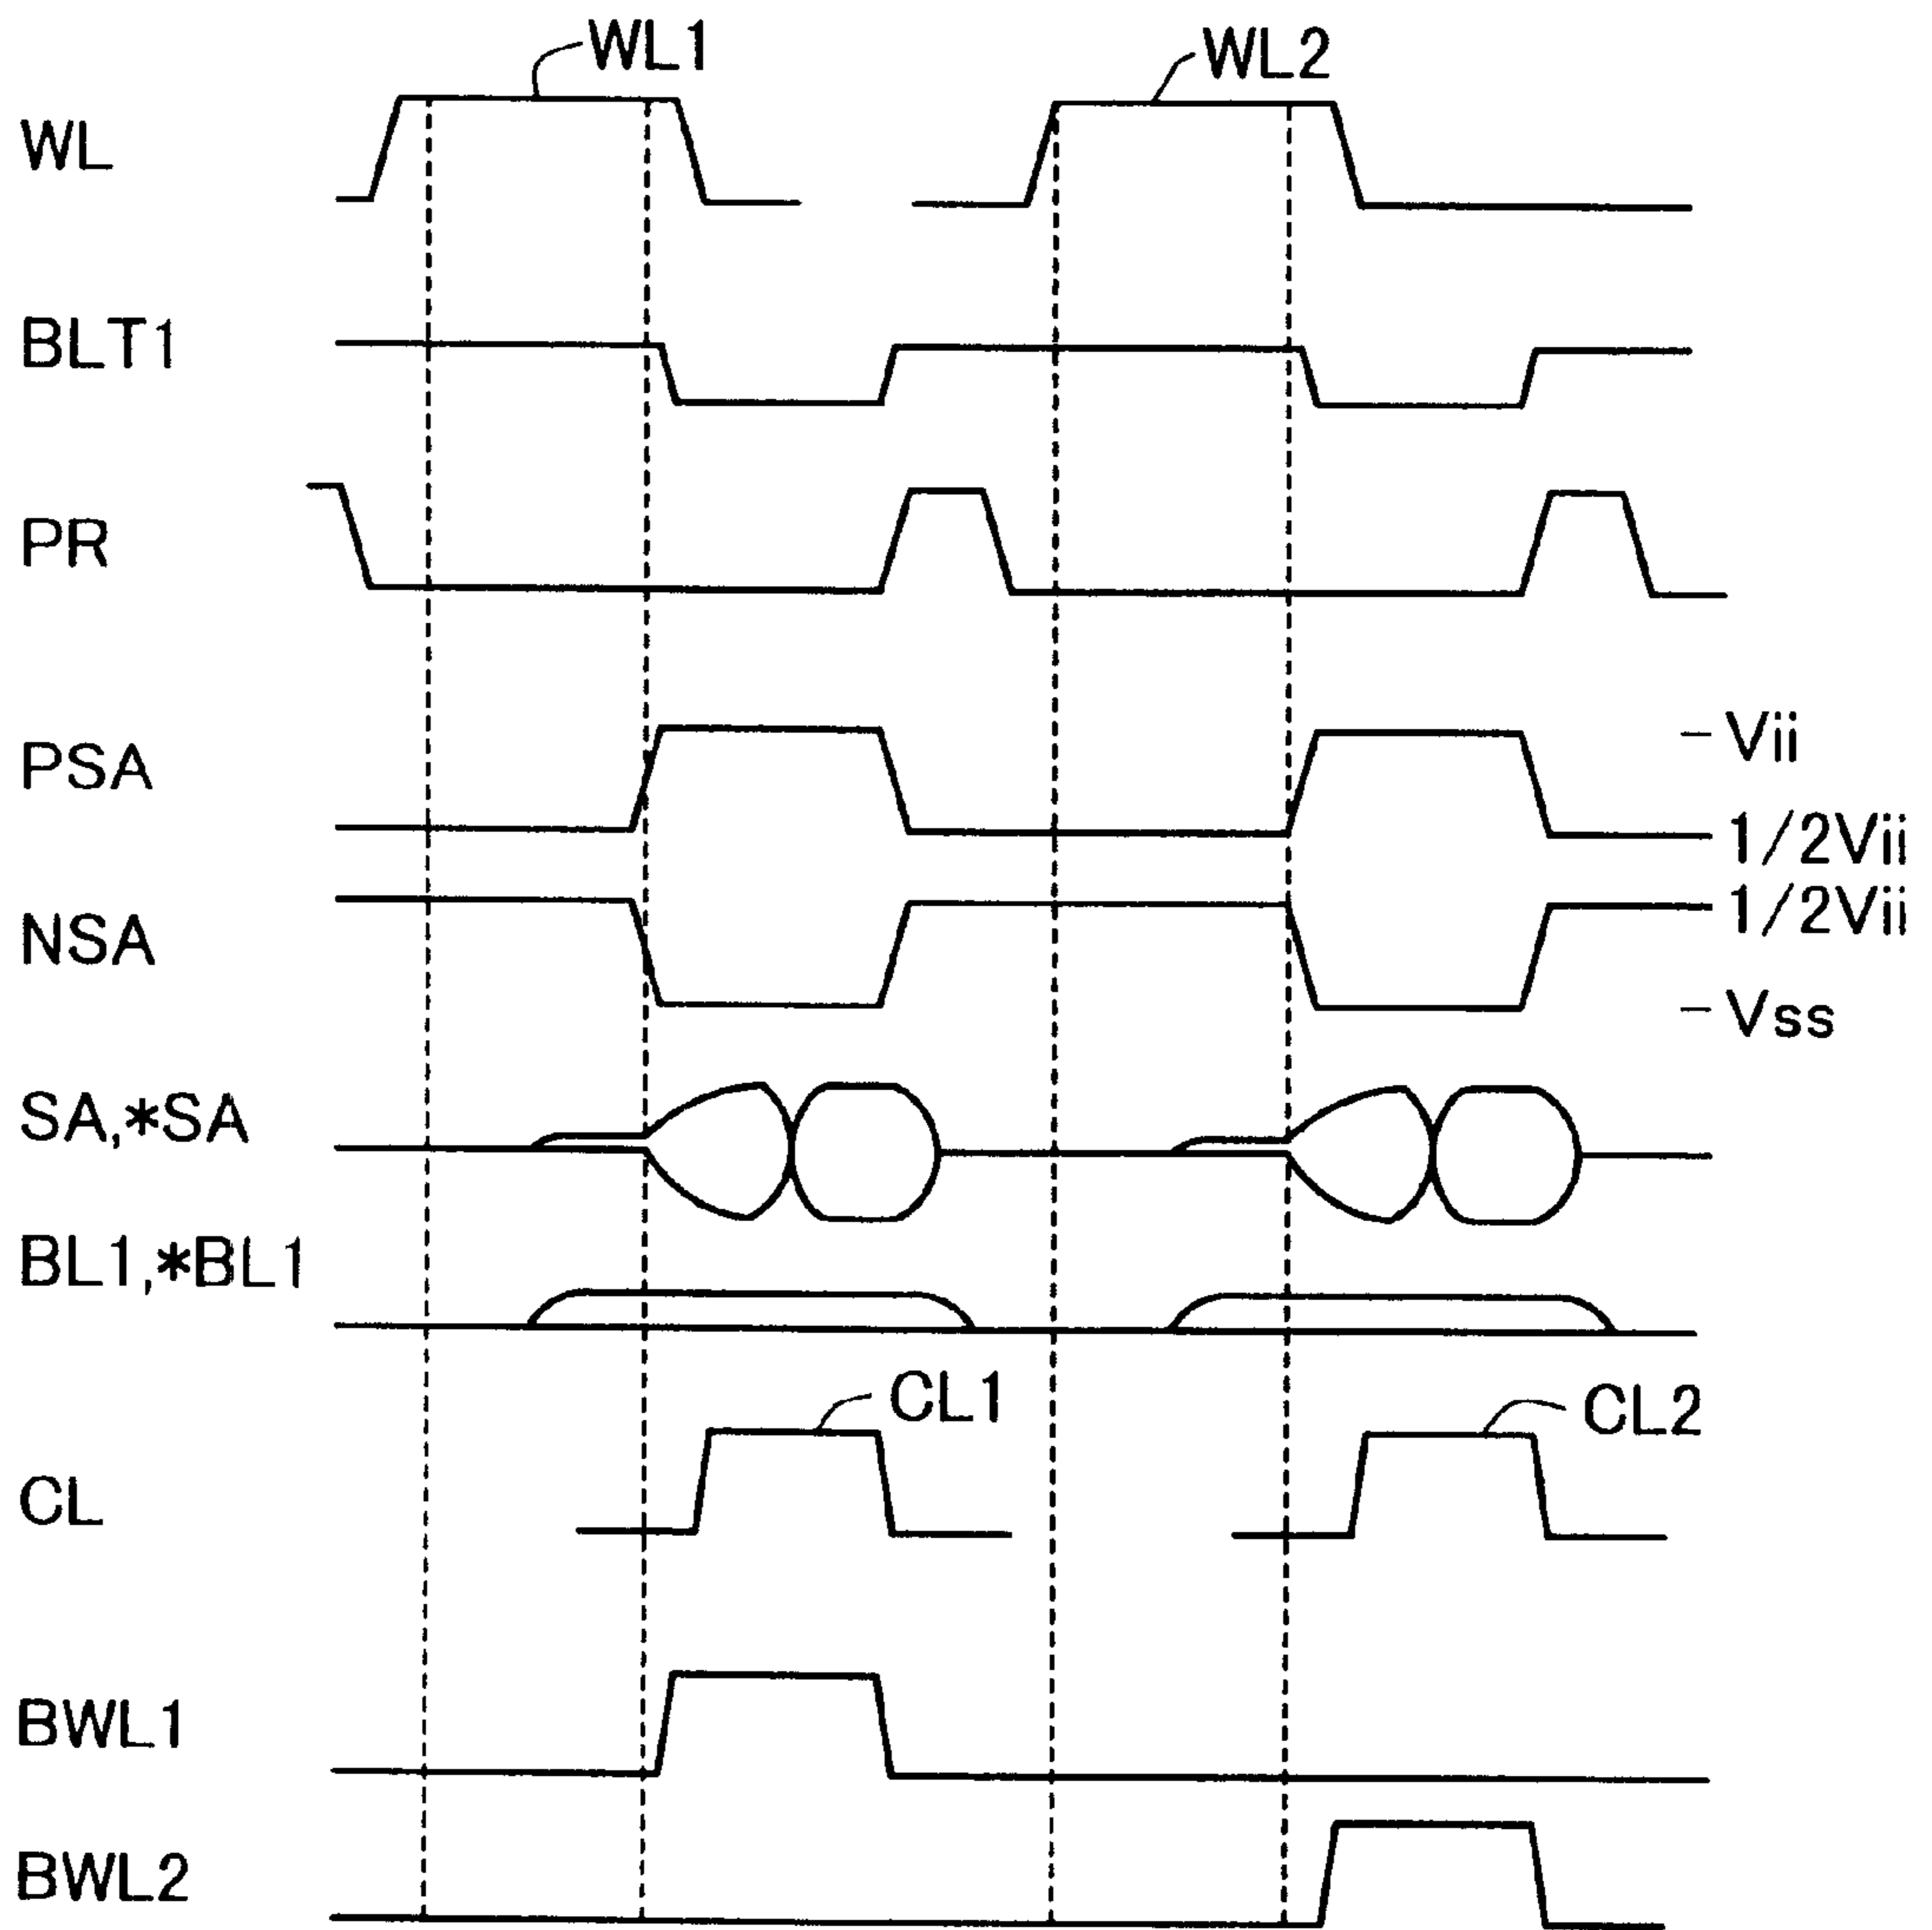 WL1
WL2
WL
BLT1
PR
PSA
Vii
1/2Vii
NSA
1/2Vii
Vss
SA,*SA
BL1,*BL1
CL1
CL2
CL
BWL1
BWL2